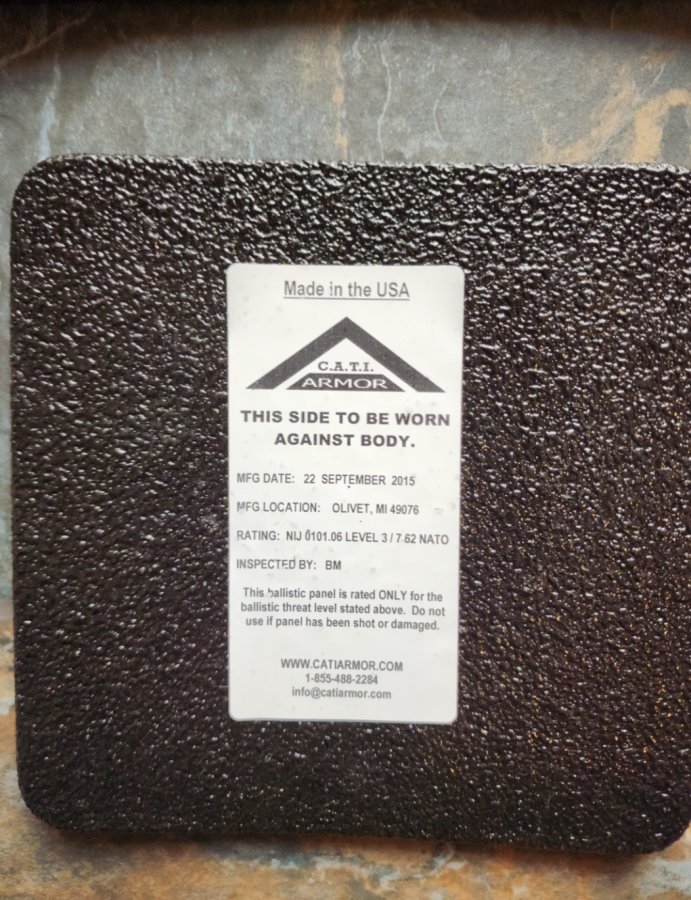 Made in the USA
C.A.T.I.
ARMOR
THIS SIDE TO BE WORN
AGAINST BODY.
MFG DATE: 22 SEPTEMBER 2015
MFG LOCATION: OLIVET, MI 49076
RATING: NIJ 0101.06 LEVEL 3 / 7.62 NATO
INSPECTED BY: BM
This ballistic panel is rated ONLY for the
ballistic threat level stated above. Do not
use if panel has been shot or damaged.
WWW.CATIARMOR.COM
1-855-488-2284
info@catiarmor.com